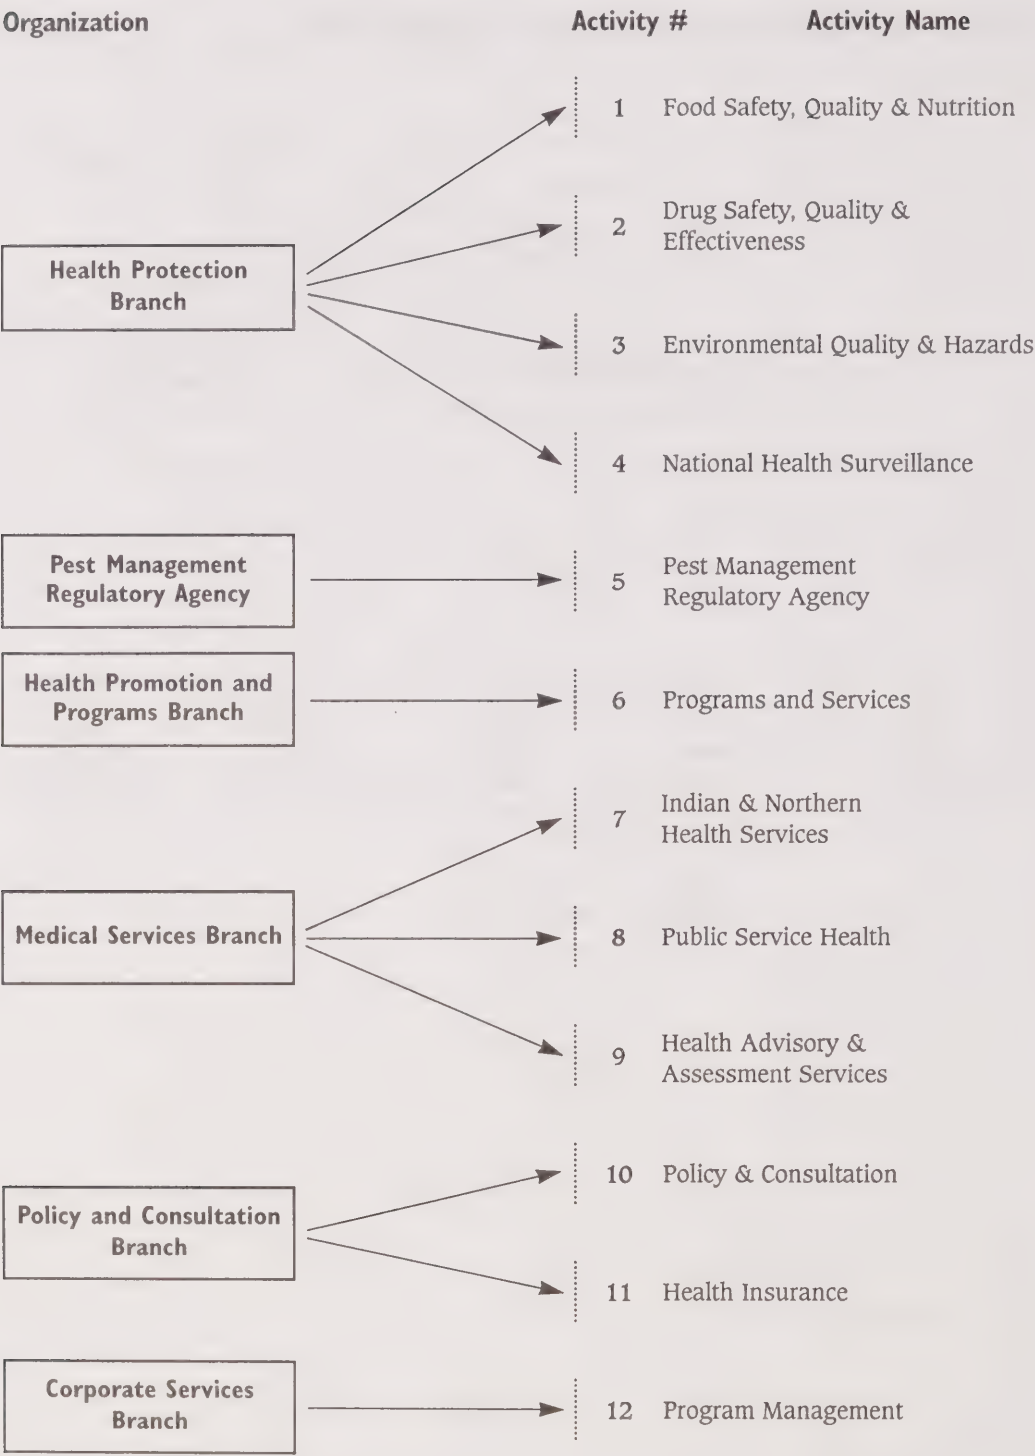 Organization Activity # Activity Name
1 Food Safety, Quality & Nutrition
2 Drug Safety, Quality &
Effectiveness
Health Protection
Branch
3 Environmental Quality & Hazards
4 National Health Surveillance
Pest Management
Regulatory Agency
5 Pest Management
Regulatory Agency
Health Promotion and
Programs Branch
6 Programs and Services
7 Indian & Northern
Health Services
Medical Services Branch
8 Public Service Health
9 Health Advisory &
Assessment Services
Policy and Consultation
Branch
10 Policy & Consultation
11 Health Insurance
Corporate Services
Branch
12 Program Management